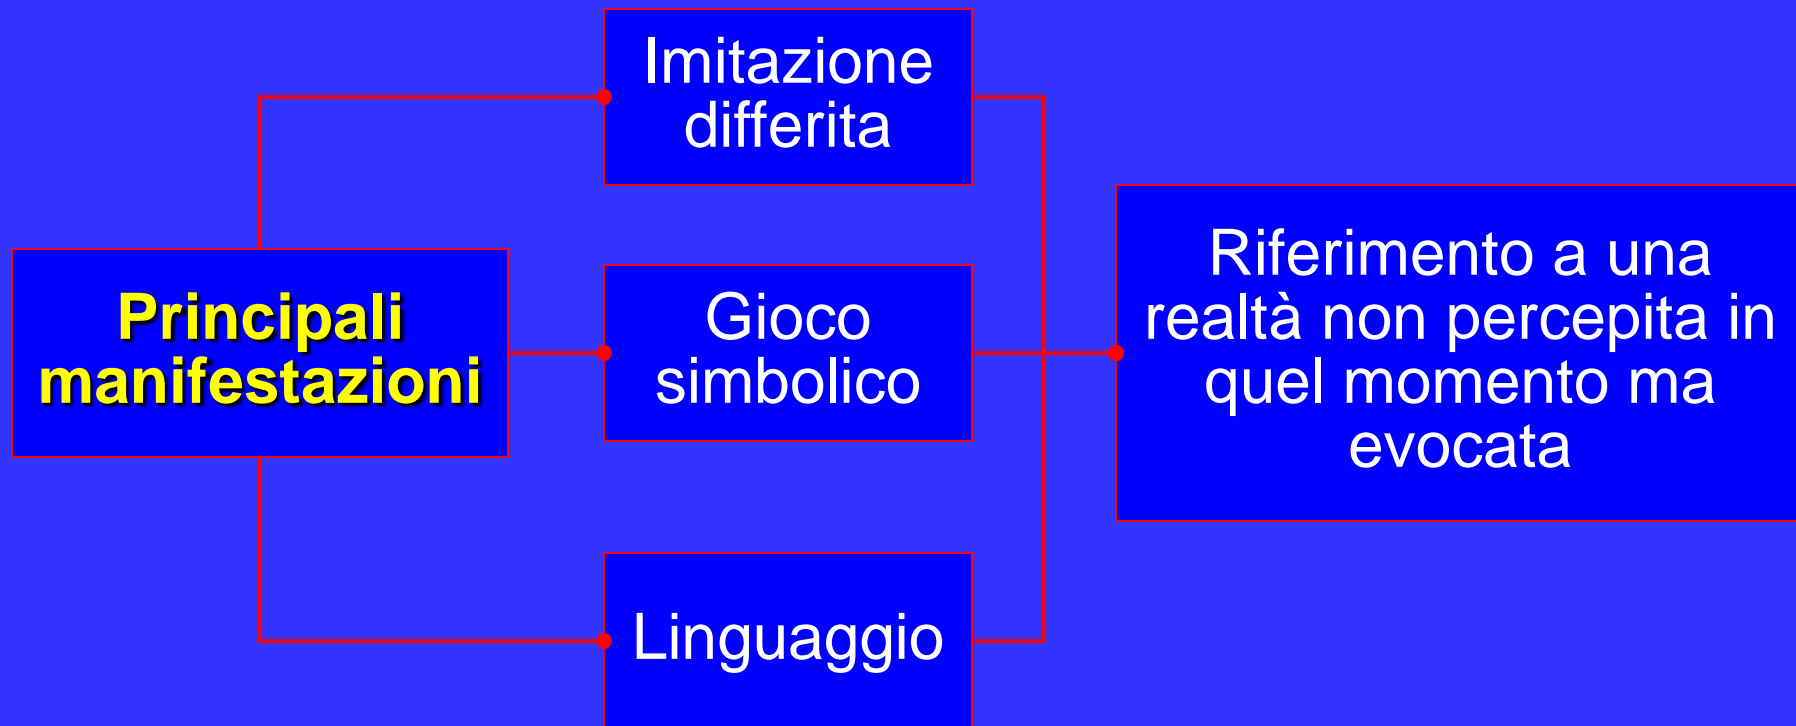 Imitazione
differita
Principali
manifestazioni
Gioco
simbolico
Linguaggio
Riferimento a una
realtà non percepita in
quel momento ma
evocata